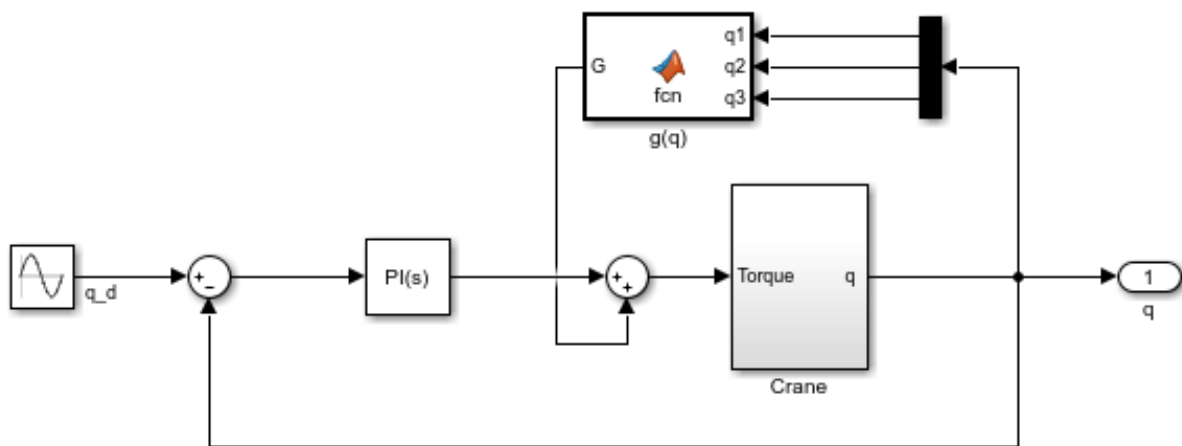 q1
G
q2
fcn
q3
g(q)
+
−
q_d
PI(s)
+
+
Torque
q
Crane
1
q